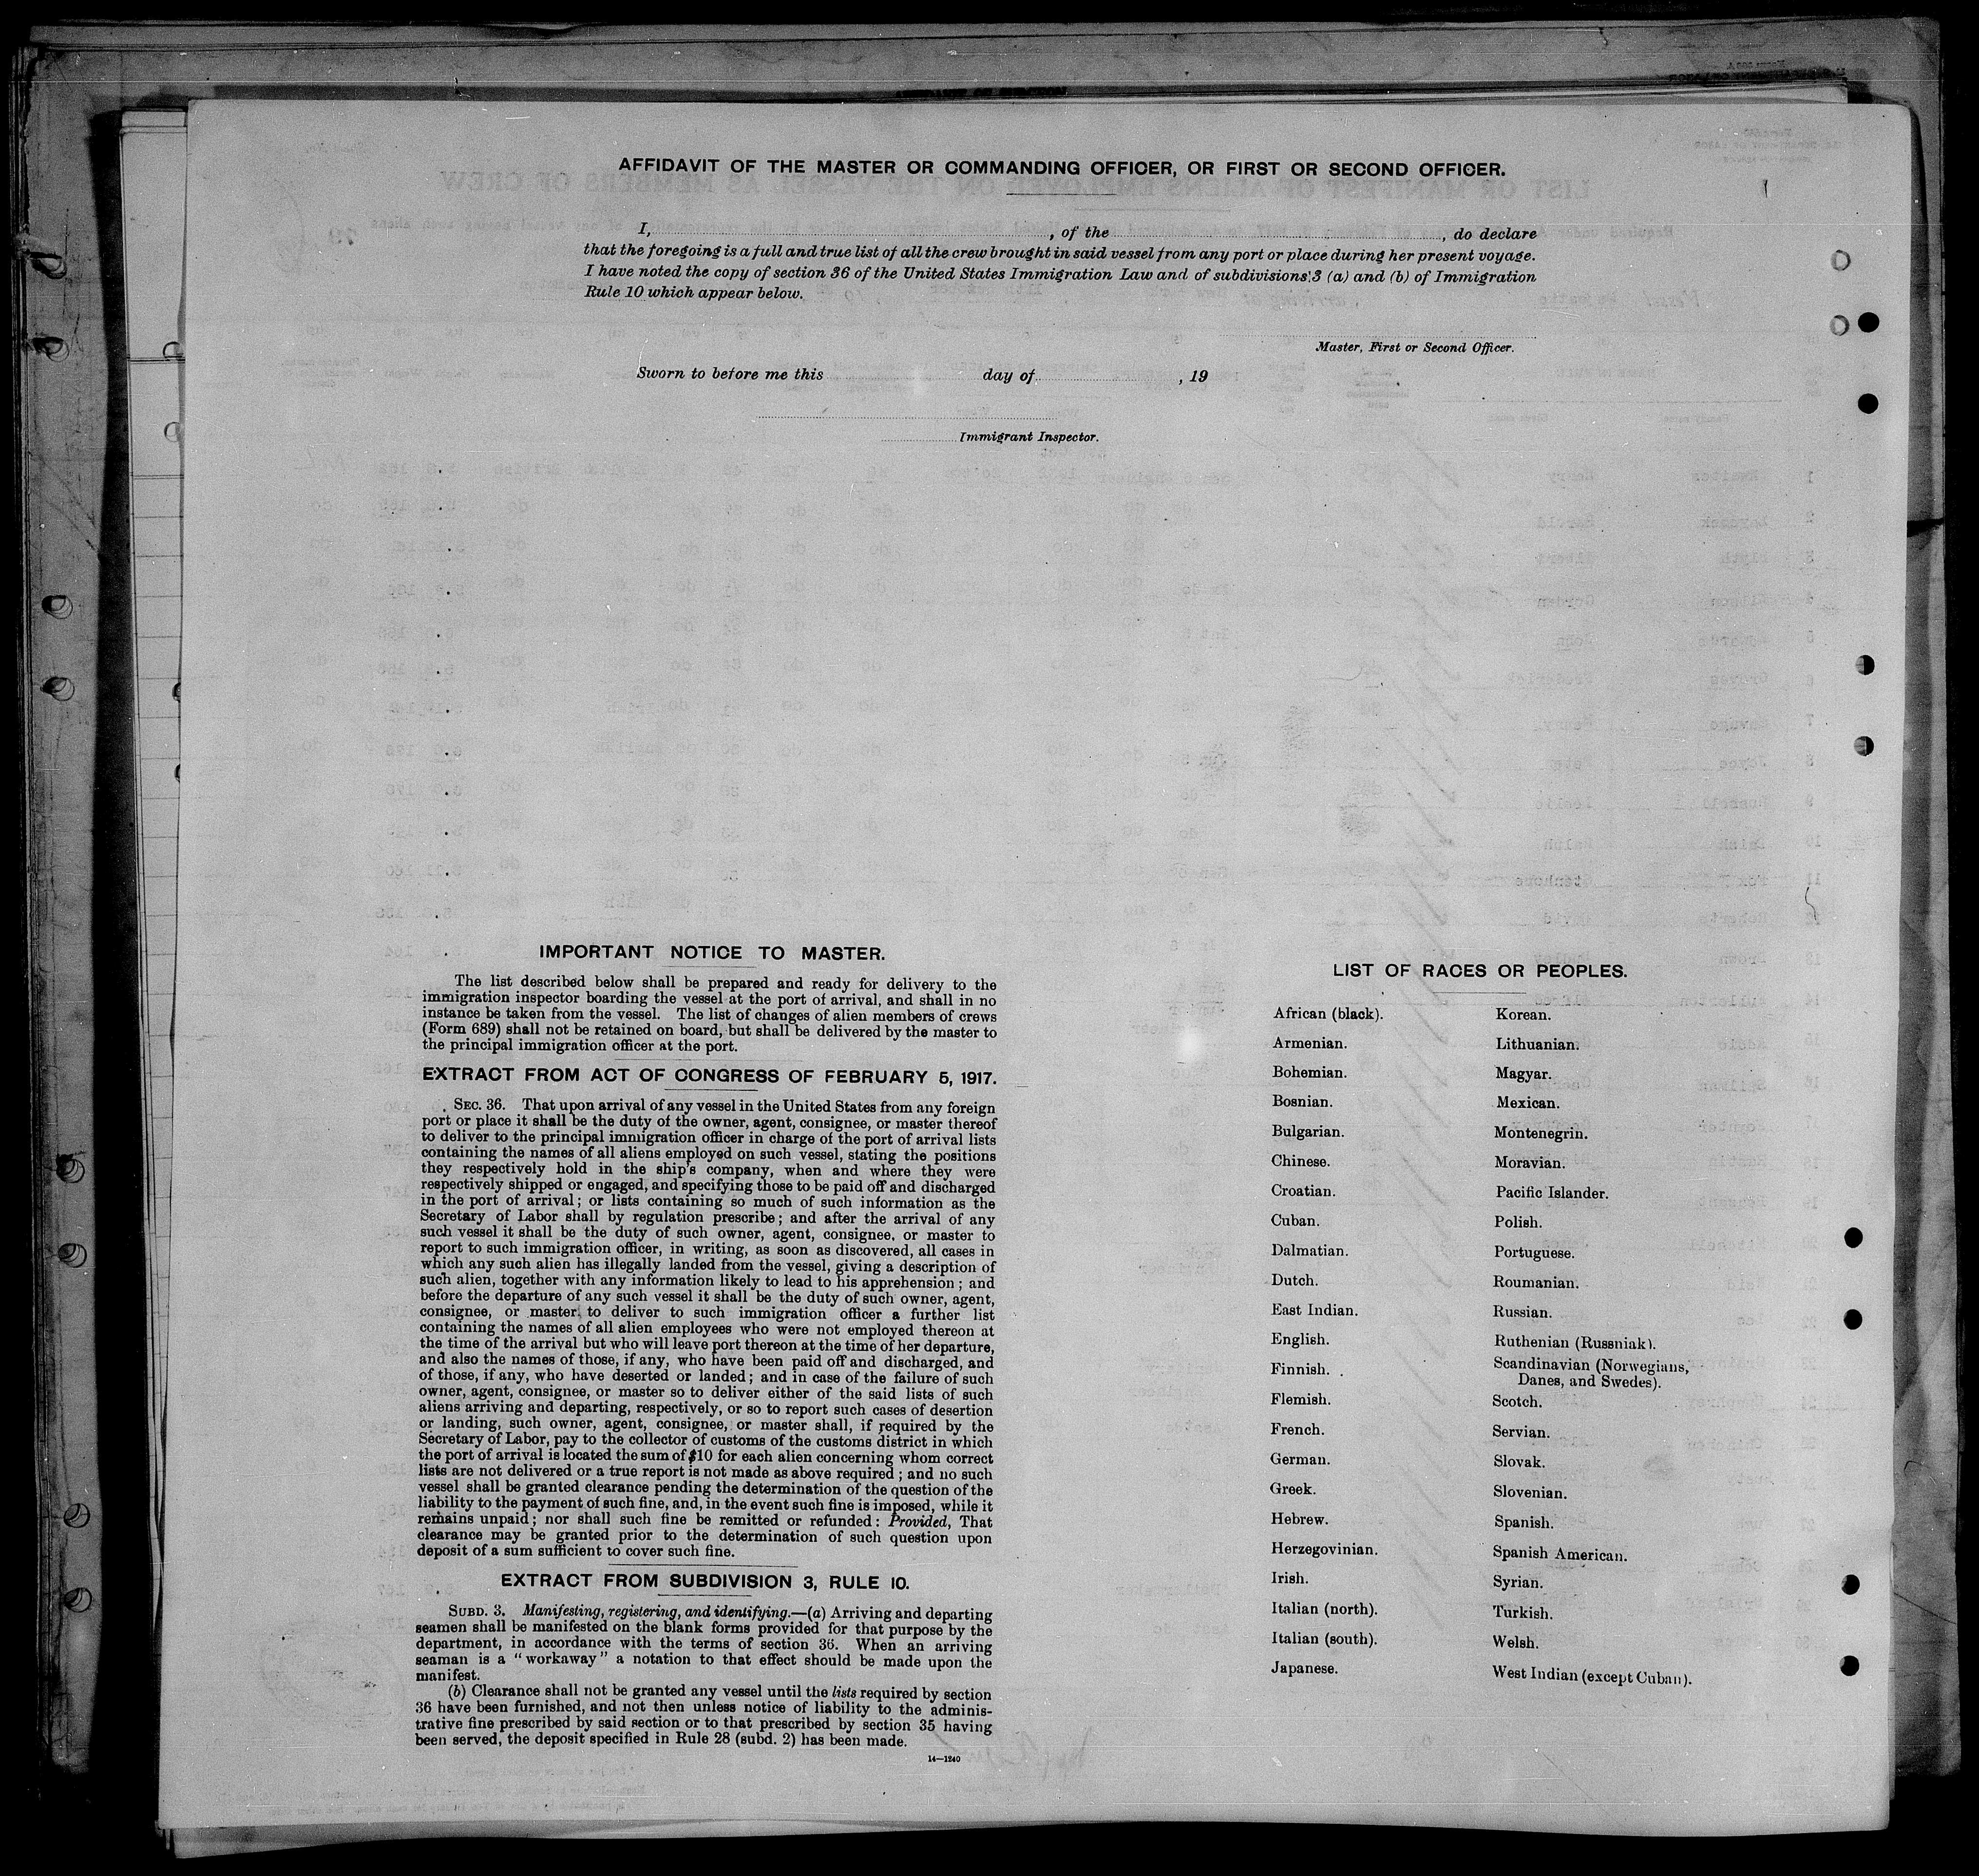 AFFIDAVIT OF THE MASTER OR COMMANDING OFFICER, OR FIRST OR SECOND OFFICER.
I, , of the , do declare
that the foregoing is a full and true list of all the crew brought in said vessel from any port or place during her present voyage.
I have noted the copy of section 36 of the United States Immigration Law and of subdivisions 3 (a) and (b) of Immigration
Rule 10 which appear below.
Master, First or Second Officer.
Sworn to before me this day of , 19
Immigrant Inspector.
IMPORTANT NOTICE TO MASTER.
The list described below shall be prepared and ready for delivery to the
immigration inspector boarding the vessel at the port of arrival, and shall in no
instance be taken from the vessel. The list of changes of alien members of crews
(Form 689) shall not be retained on board, but shall be delivered by the master to
the principal immigration officer at the port.
EXTRACT FROM ACT OF CONGRESS OF FEBRUARY 5, 1917.
SEC. 36. That upon arrival of any vessel in the United States from any foreign
port or place it shall be the duty of the owner, agent, consignee, or master thereof
to deliver to the principal immigration officer in charge of the port of arrival lists
containing the names of all aliens employed on such vessel, stating the positions
they respectively hold in the ship's company, when and where they were
respectively shipped or engaged, and specifying those to be paid off and discharged
in the port of arrival; or lists containing so much of such information as the
Secretary of Labor shall by regulation prescribe; and after the arrival of any
such vessel it shall be the duty of such owner, agent, consignee, or master to
report to such immigration officer, in writing, as soon as discovered, all cases in
which any such alien has illegally landed from the vessel, giving a description of
such alien, together with any information likely to lead to his apprehension; and
before the departure of any such vessel it shall be the duty of such owner, agent,
consignee, or master to deliver to such immigration officer a further list
containing the names of all alien employees who were not employed thereon at
the time of the arrival but who will leave port thereon at the time of her departure,
and also the names of those, if any, who have been paid off and discharged, and
of those, if any, who have deserted or landed; and in case of the failure of such
owner, agent, consignee, or master so to deliver either of the said lists of such
aliens arriving and departing, respectively, or so to report such cases of desertion
or landing, such owner, agent, consignee, or master shall, if required by the
Secretary of Labor, pay to the collector of customs of the customs district in which
the port of arrival is located the sum of $10 for each alien concerning whom correct
lists are not delivered or a true report is not made as above required; and no such
vessel shall be granted clearance pending the determination of the question of the
liability to the payment of such fine, and, in the event such fine is imposed, while it
remains unpaid; nor shall such fine be remitted or refunded: Provided, That
clearance may be granted prior to the determination of such question upon
deposit of a sum sufficient to cover such fine.
EXTRACT FROM SUBDIVISION 3, RULE 10.
SUBD. 3. Manifesting, registering, and identifying.—(a) Arriving and departing
seamen shall be manifested on the blank forms provided for that purpose by the
department, in accordance with the terms of section 36. When an arriving
seaman is a "workaway" a notation to that effect should be made upon the
manifest.
(b) Clearance shall not be granted any vessel until the lists required by section
36 have been furnished, and not then unless notice of liability to the adminis-
trative fine prescribed by said section or to that prescribed by section 35 having
been served, the deposit specified in Rule 28 (subd. 2) has been made.
14—1240
LIST OF RACES OR PEOPLES.
African (black).
Armenian.
Bohemian.
Bosnian.
Bulgarian.
Chinese.
Croatian.
Cuban.
Dalmatian.
Dutch.
East Indian.
English.
Finnish.
Flemish.
French.
German.
Greek.
Hebrew.
Herzegovinian.
Irish.
Italian (north).
Italian (south).
Japanese.
Korean.
Lithuanian.
Magyar.
Mexican.
Montenegrin.
Moravian.
Pacific Islander.
Polish.
Portuguese.
Roumanian.
Russian.
Ruthenian (Russniak).
Scandinavian (Norwegians,
Danes, and Swedes).
Scotch.
Servian.
Slovak.
Slovenian.
Spanish.
Spanish American.
Syrian.
Turkish.
Welsh.
West Indian (except Cuban).